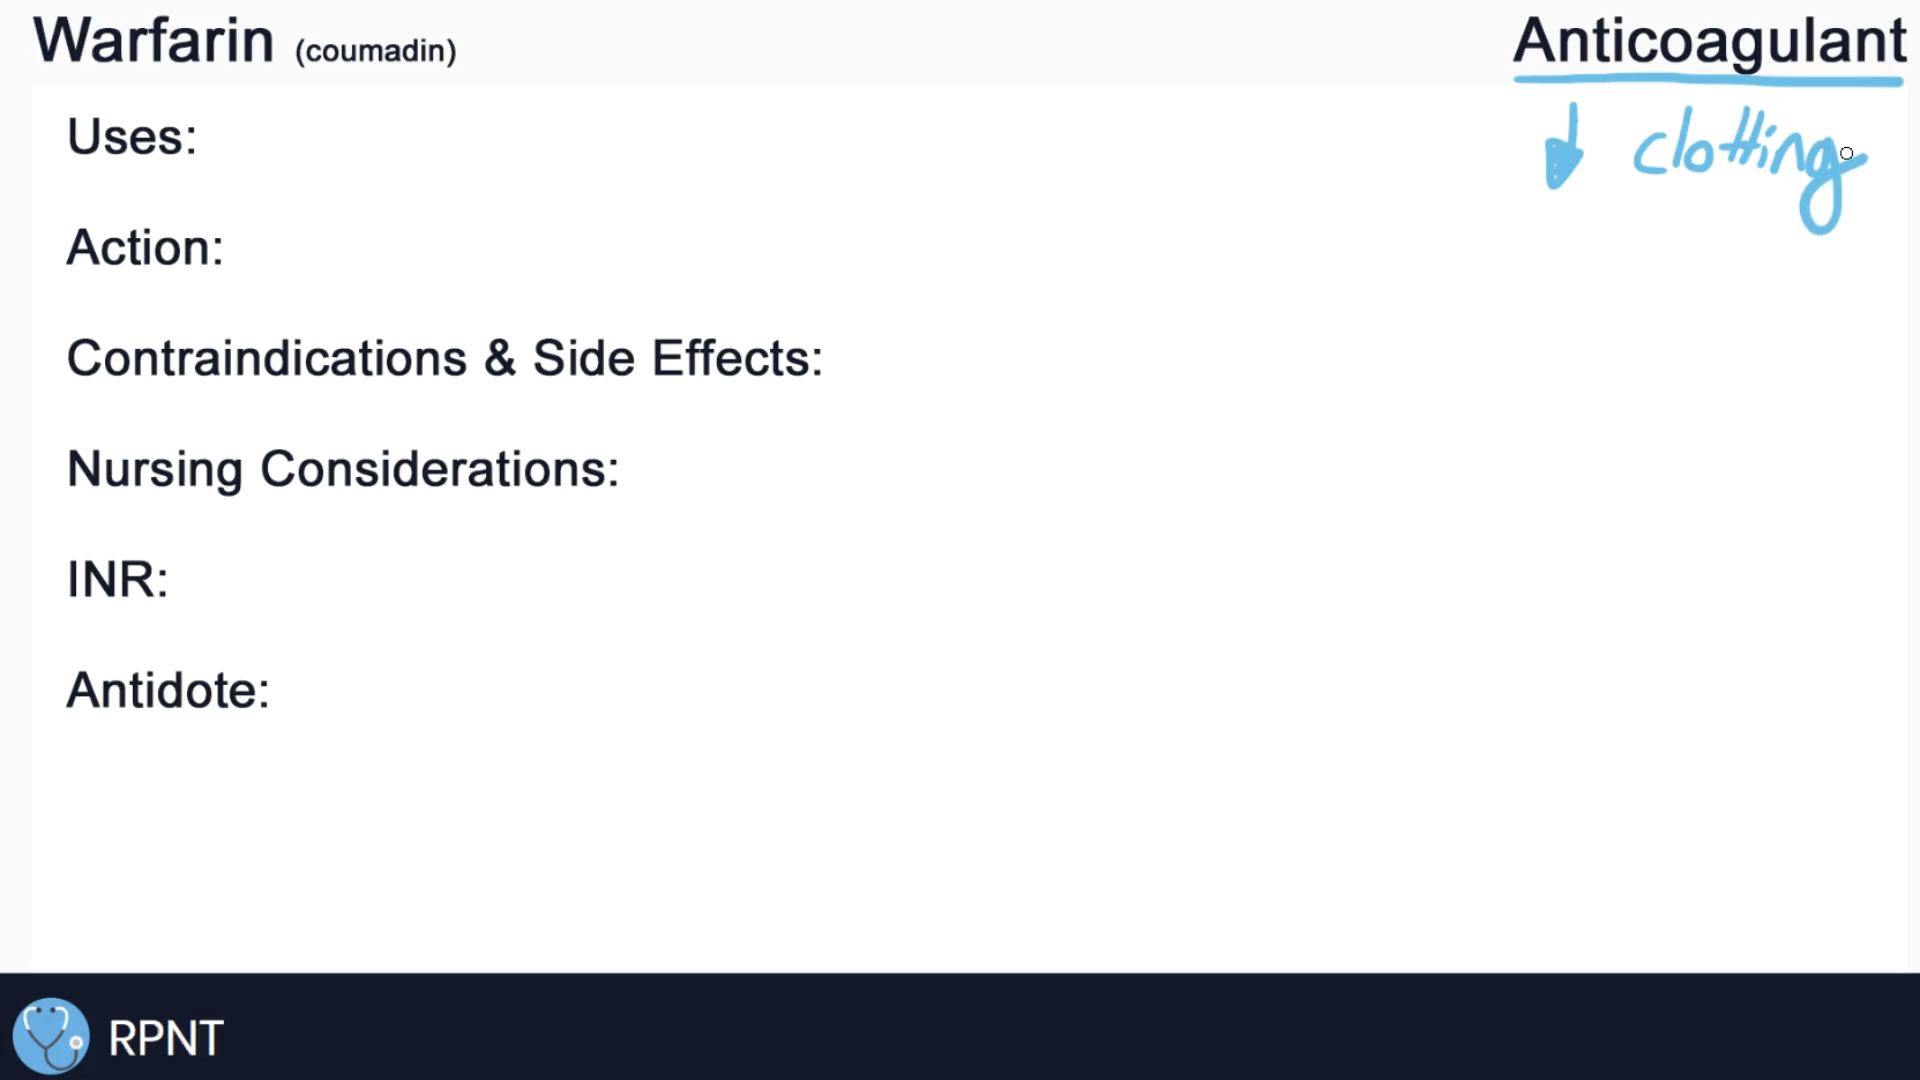 Warfarin (coumadin)
Anticoagulant
↓ clotting
Uses:
Action:
Contraindications & Side Effects:
Nursing Considerations:
INR:
Antidote:
RPNT